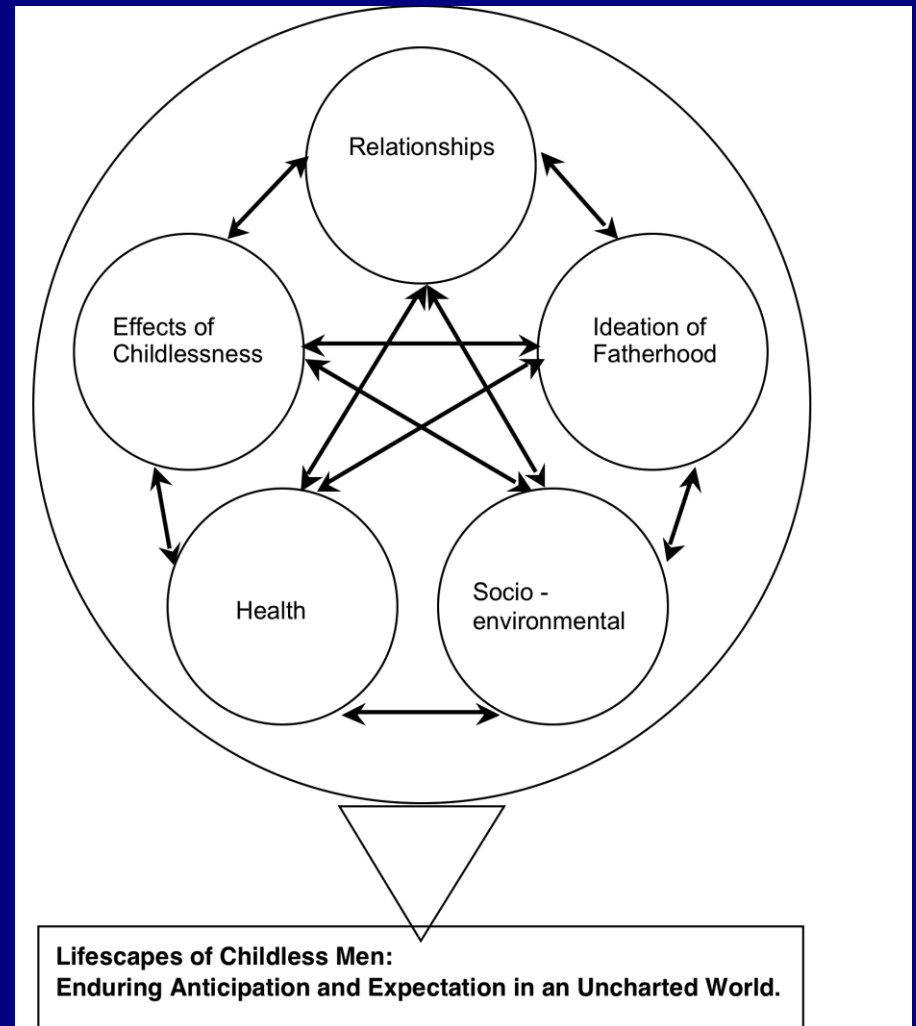 Relationships
Effects of
Childlessness
Ideation of
Fatherhood
Health
Socio -
environmental
Lifescapes of Childless Men:
Enduring Anticipation and Expectation in an Uncharted World.